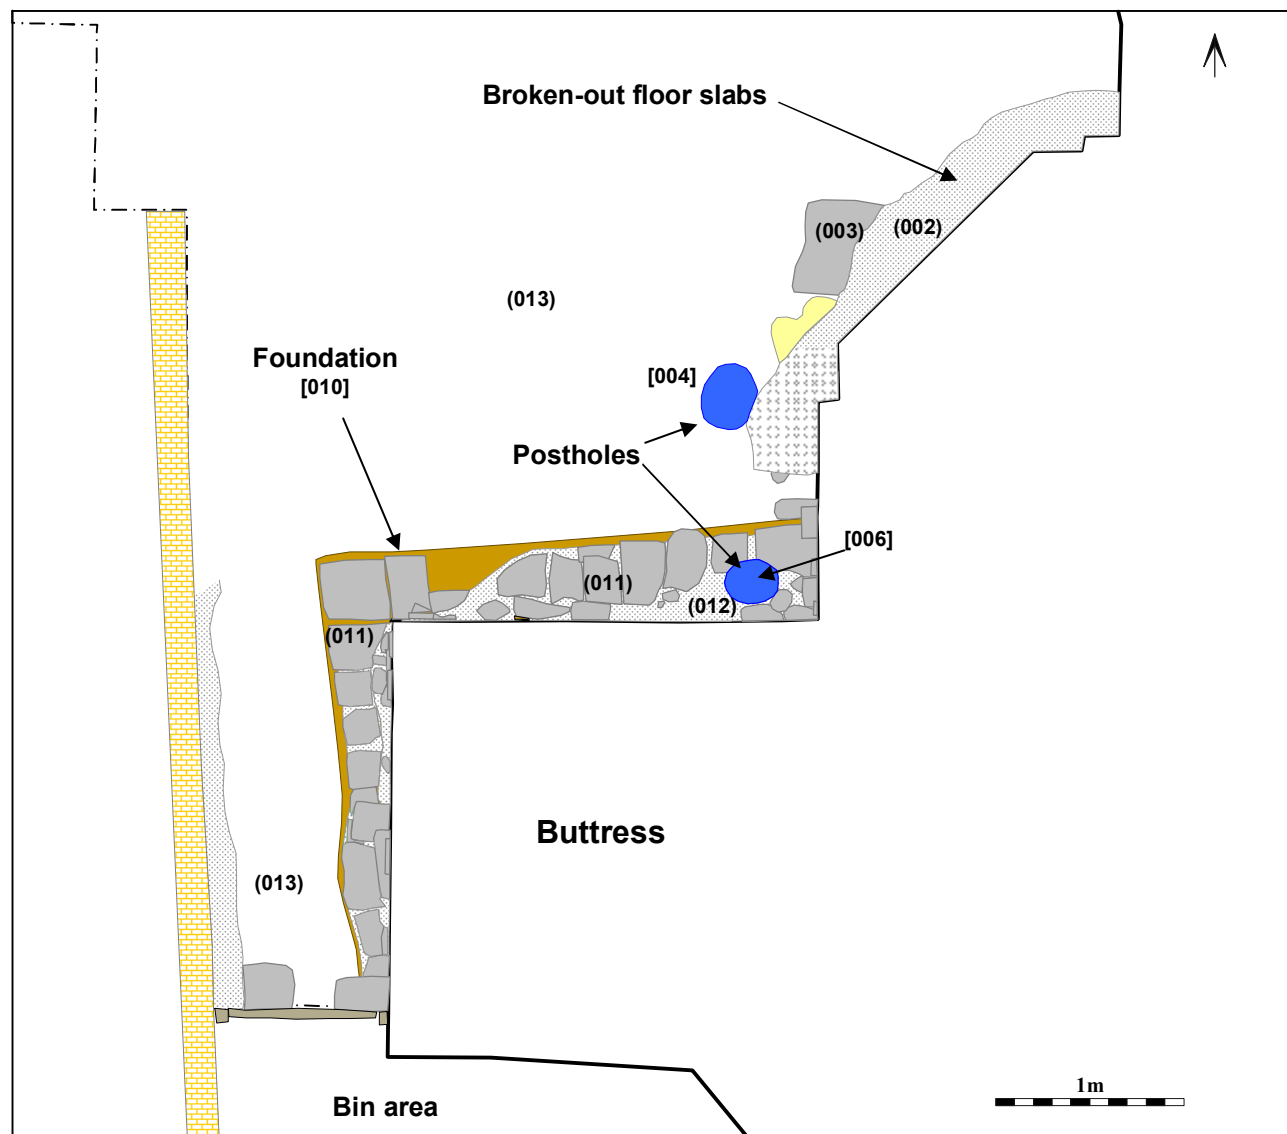 Broken-out floor slabs
(003)
(002)
(013)
Foundation
[010]
[004]
Postholes
[006]
(011)
(012)
(011)
Buttress
(013)
1m
Bin area